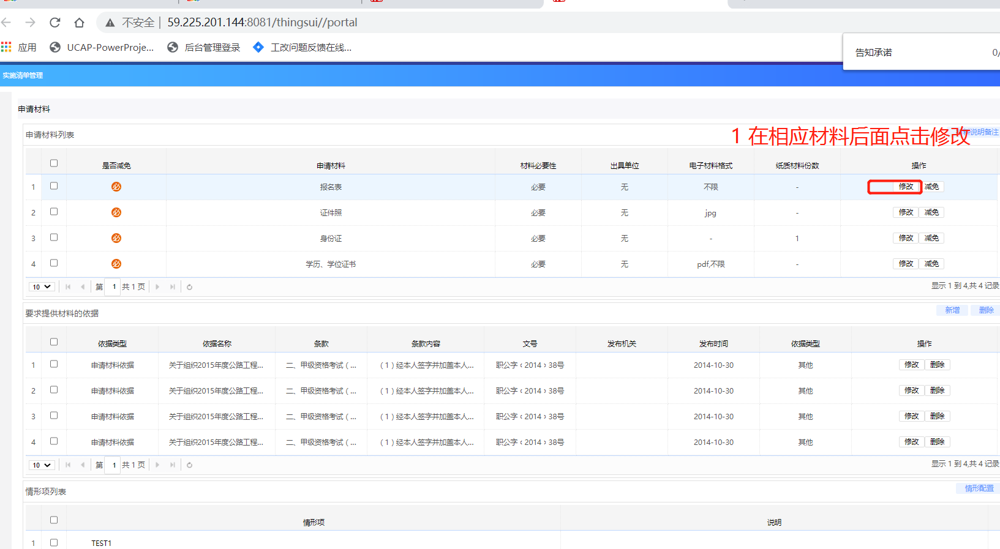 不安全 | 59.225.201.144:8081/thingsui//portal
应用 UCAP-PowerProje... 后台管理登录 工改问题反馈在线...
告知承诺 0/
实施清单管理
申请材料
申请材料列表
说明备注
1 在相应材料后面点击修改
是否减免 申请材料 材料必要性 出具单位 电子材料格式 纸质材料份数 操作
1 必 报名表 必要 无 不限 - 修改 减免
2 必 证件照 必要 无 jpg - 修改 减免
3 必 身份证 必要 无 - 1 修改 减免
4 必 学历、学位证书 必要 无 pdf,不限 - 修改 减免
10 第 1 共 1 页 显示 1 到 4,共 4 记录
要求提供材料的依据 新增 删除
依据类型 依据名称 条款 条款内容 文号 发布机关 发布时间 依据类型 操作
1 申请材料依据 关于组织2015年度公路工程... 二、甲级资格考试（... （1）经本人签字并加盖本人... 职公字﹝2014﹞38号 2014-10-30 其他 修改 删除
2 申请材料依据 关于组织2015年度公路工程... 二、甲级资格考试（... （1）经本人签字并加盖本人... 职公字﹝2014﹞38号 2014-10-30 其他 修改 删除
3 申请材料依据 关于组织2015年度公路工程... 二、甲级资格考试（... （1）经本人签字并加盖本人... 职公字﹝2014﹞38号 2014-10-30 其他 修改 删除
4 申请材料依据 关于组织2015年度公路工程... 二、甲级资格考试（... （1）经本人签字并加盖本人... 职公字﹝2014﹞38号 2014-10-30 其他 修改 删除
10 第 1 共 1 页 显示 1 到 4,共 4 记录
情形项列表 情形配置
情形项 说明
1 TEST1